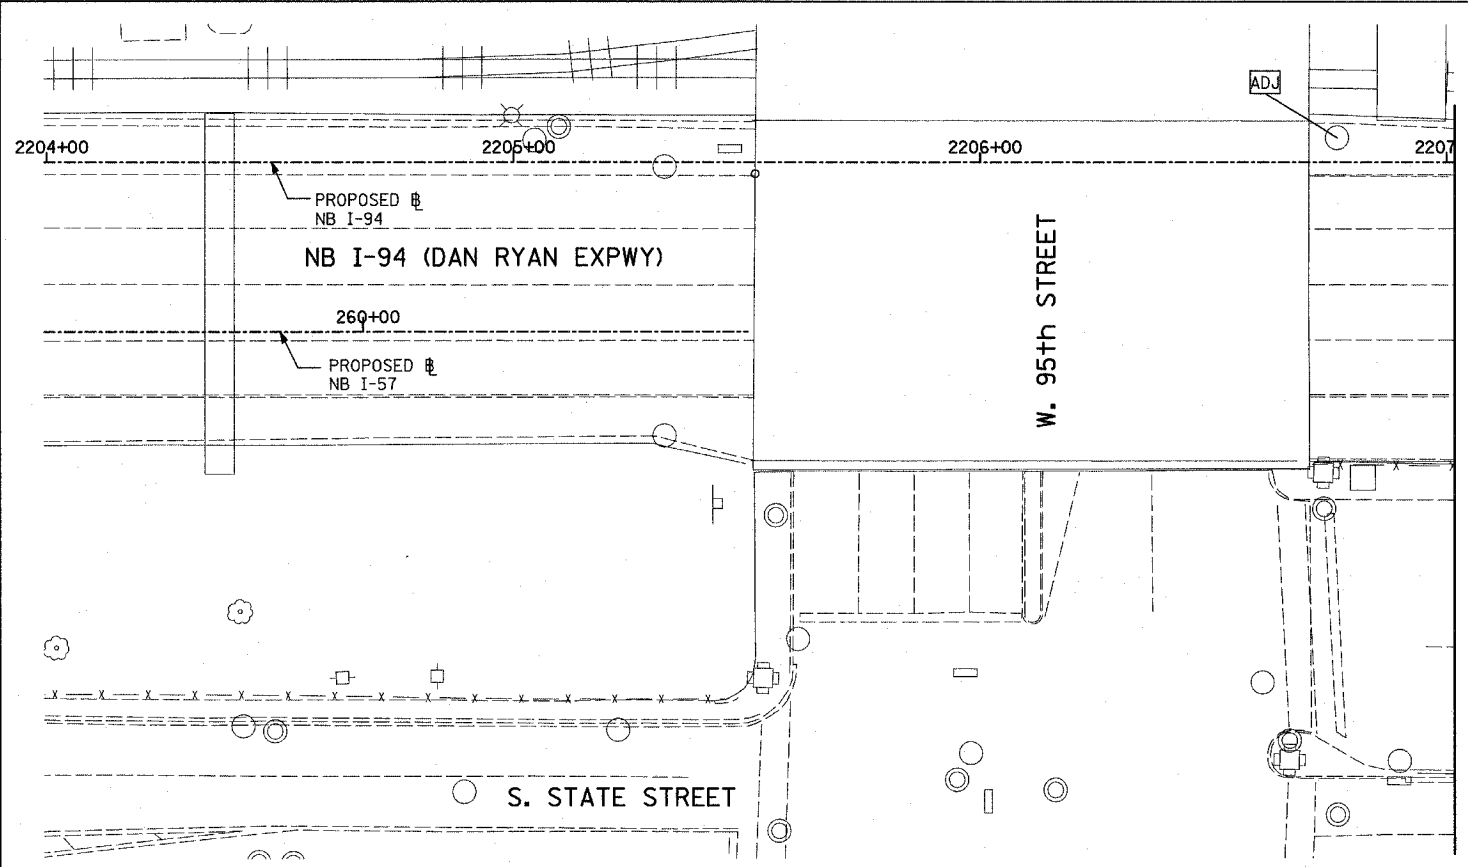 ADJ
2204+00
2205+00
2206+00
2207
PROPOSED ⅊
NB I-94
NB I-94 (DAN RYAN EXPWY)
W. 95th STREET
260+00
PROPOSED ⅊
NB I-57
S. STATE STREET